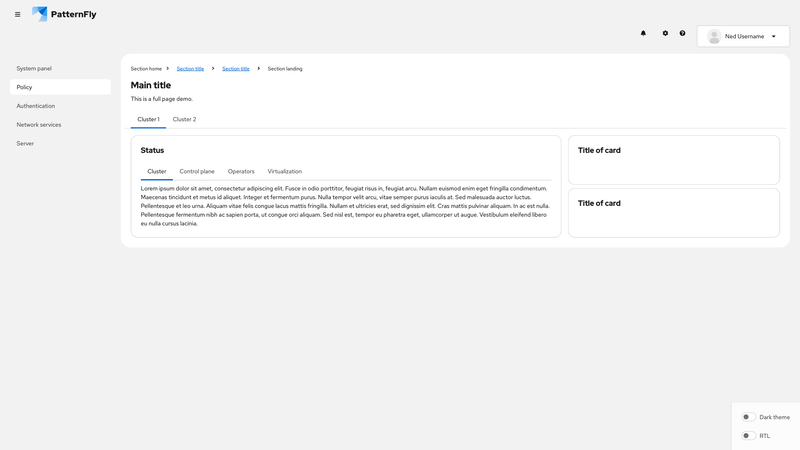 PatternFly
Ned Username
System panel
Policy
Authentication
Network services
Server
Section home Section title Section title Section landing
Main title
This is a full page demo.
Cluster 1 Cluster 2
Status
Cluster Control plane Operators Virtualization
Lorem ipsum dolor sit amet, consectetur adipiscing elit. Fusce in odio porttitor, feugiat risus in, feugiat arcu. Nullam euismod enim eget fringilla condimentum.
Maecenas tincidunt et metus id aliquet. Integer et fermentum purus. Nulla tempor velit arcu, vitae semper purus iaculis at. Sed malesuada auctor luctus.
Pellentesque et leo urna. Aliquam vitae felis congue lacus mattis fringilla. Nullam et ultricies erat, sed dignissim elit. Cras mattis pulvinar aliquam. In ac est nulla.
Pellentesque fermentum nibh ac sapien porta, ut congue orci aliquam. Sed nisl est, tempor eu pharetra eget, ullamcorper ut augue. Vestibulum eleifend libero
eu nulla cursus lacinia.
Title of card
Title of card
Dark theme
RTL